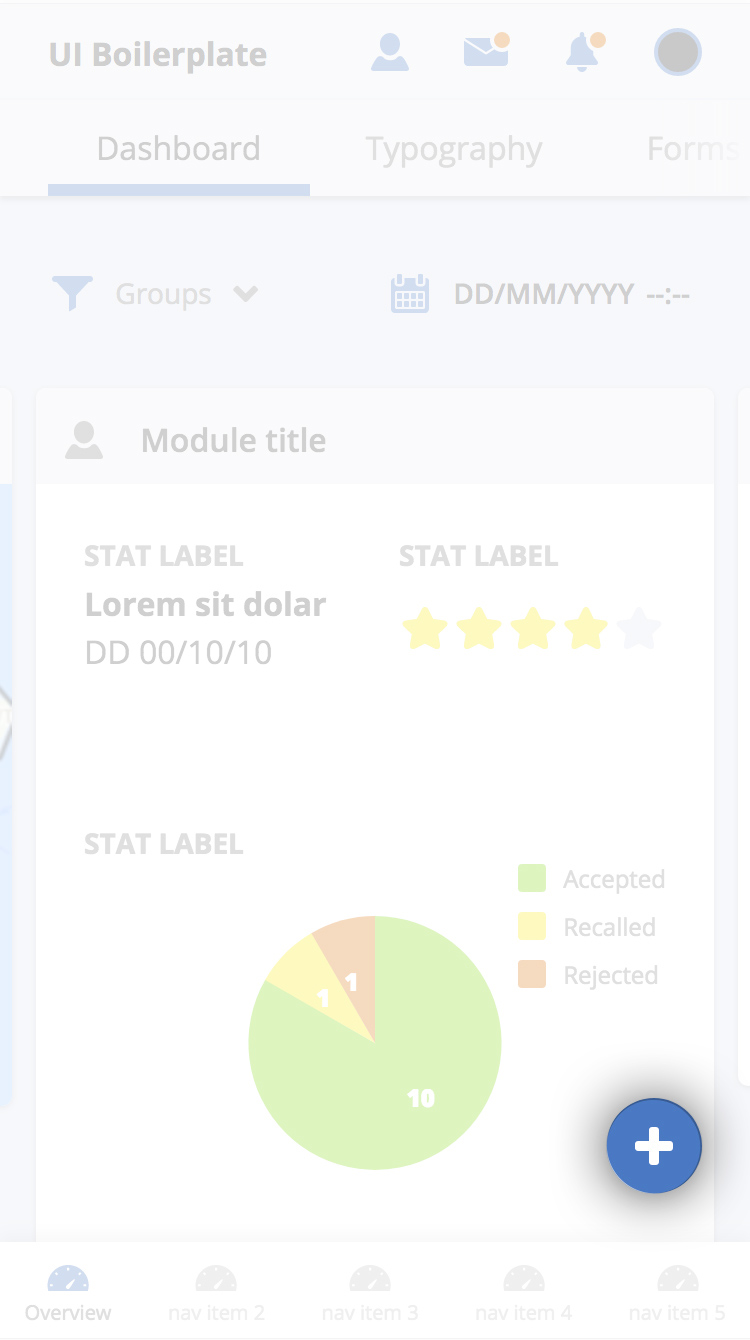 UI Boilerplate
Dashboard Typography Forms
Groups DD/MM/YYYY --:--
Module title
STAT LABEL STAT LABEL
Lorem sit dolar
DD 00/10/10
STAT LABEL
Accepted
Recalled
Rejected
1
1
10
Overview nav item 2 nav item 3 nav item 4 nav item 5